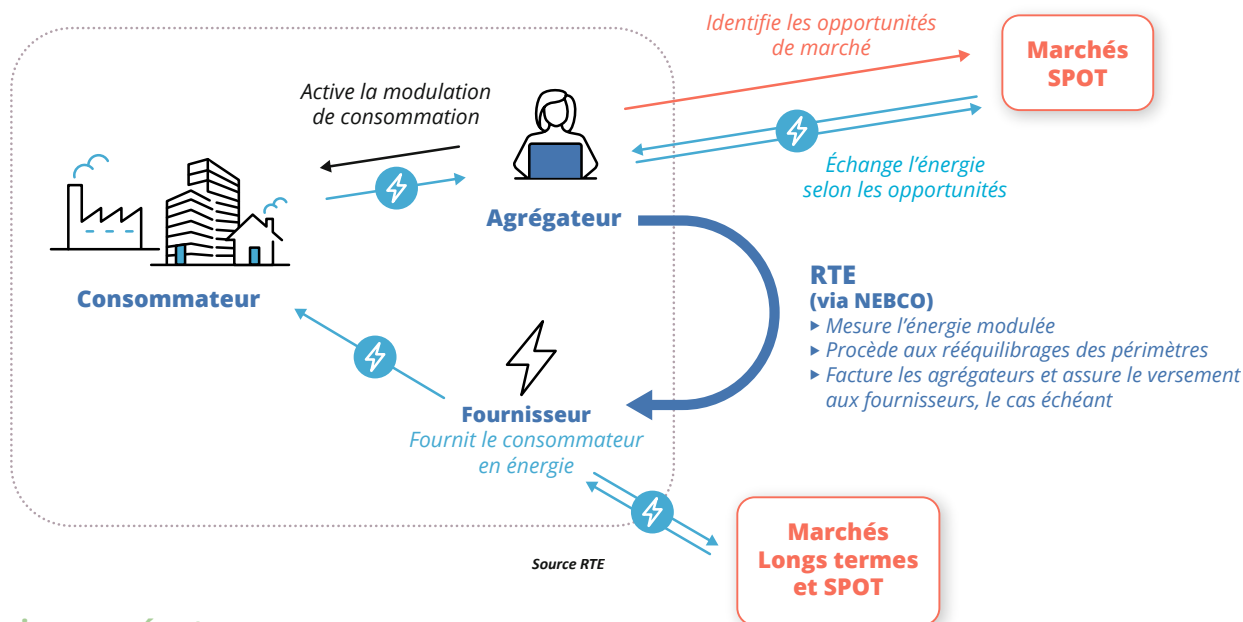 Identifie les opportunités
de marché
Marchés
SPOT
Active la modulation
de consommation
Échange l’énergie
selon les opportunités
Agrégateur
Consommateur
RTE
(via NEBCO)
▸ Mesure l’énergie modulée
▸ Procède aux rééquilibrages des périmètres
▸ Facture les agrégateurs et assure le versement
aux fournisseurs, le cas échéant
Fournisseur
Fournit le consommateur
en énergie
Marchés
Longs termes
et SPOT
Source RTE